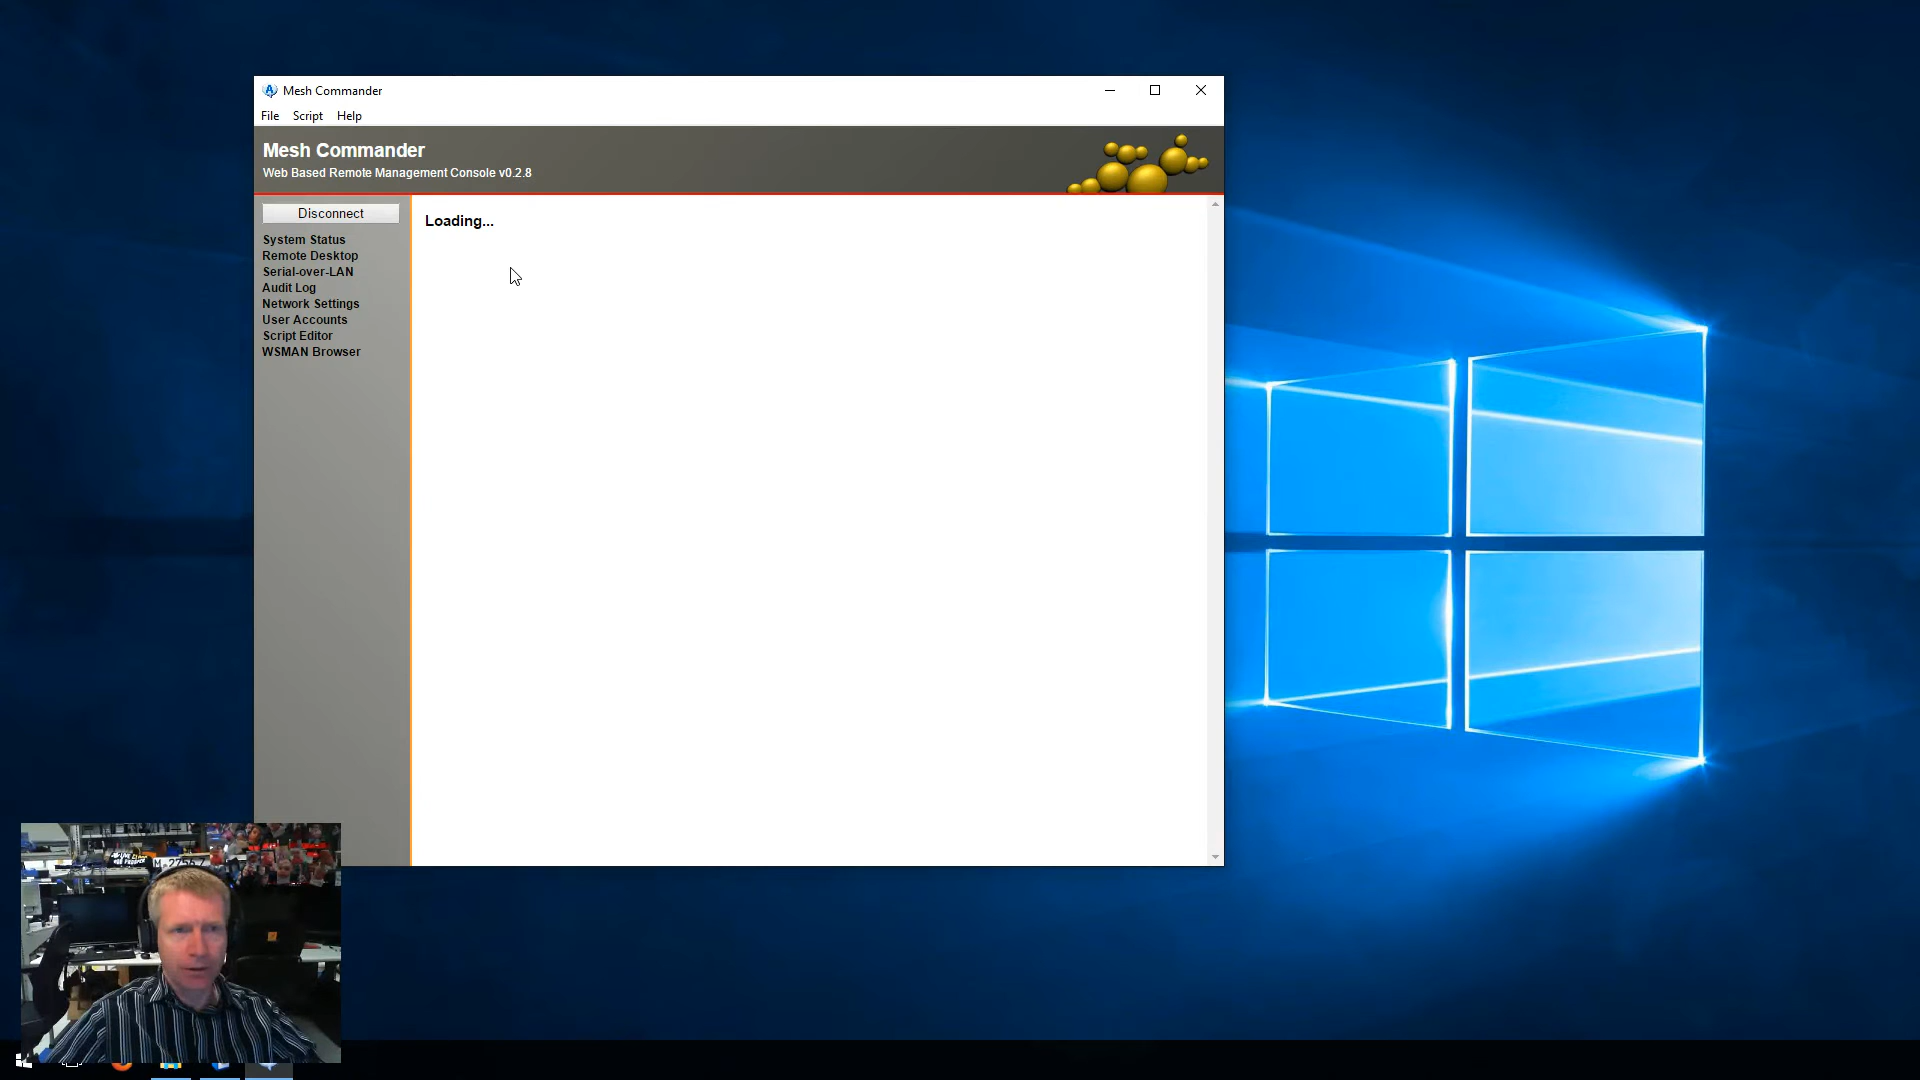 Mesh Commander
File Script Help
Mesh Commander
Web Based Remote Management Console v0.2.8
Disconnect
Loading...
System Status
Remote Desktop
Serial-over-LAN
Audit Log
Network Settings
User Accounts
Script Editor
WSMAN Browser